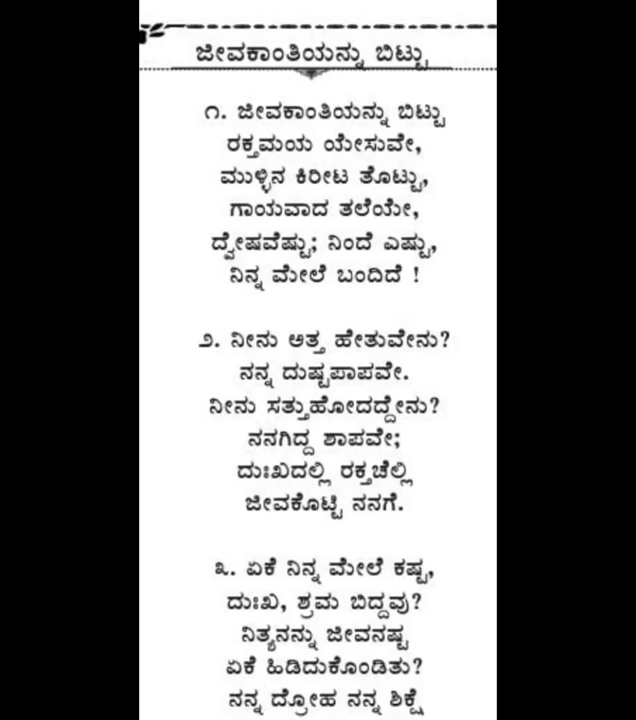 ಜೀವಕಾಂತಿಯನ್ನು ಬಿಟ್ಟು
೧. ಜೀವಕಾಂತಿಯನ್ನು ಬಿಟ್ಟು
ರಕ್ತಮಯ ಯೇಸುವೇ,
ಮುಳ್ಳಿನ ಕಿರೀಟ ತೊಟ್ಟು,
ಗಾಯವಾದ ತಲೆಯೇ,
ದ್ವೇಷವೆಷ್ಟು; ನಿಂದೆ ಎಷ್ಟು,
ನಿನ್ನ ಮೇಲೆ ಬಂದಿದೆ !
೨. ನೀನು ಅತ್ತ ಹೇತುವೇನು?
ನನ್ನ ದುಷ್ಟಪಾಪವೇ.
ನೀನು ಸತ್ತುಹೋದದ್ದೇನು?
ನನಗಿದ್ದ ಶಾಪವೇ;
ದುಃಖದಲ್ಲಿ ರಕ್ತಚೆಲ್ಲಿ
ಜೀವಕೊಟ್ಟಿ ನನಗೆ.
೩. ಏಕೆ ನಿನ್ನ ಮೇಲೆ ಕಷ್ಟ,
ದುಃಖ, ಶ್ರಮ ಬಿದ್ದವು?
ನಿತ್ಯನನ್ನು ಜೀವನಷ್ಟ
ಏಕೆ ಹಿಡಿದುಕೊಂಡಿತು?
ನನ್ನ ದ್ರೋಹ ನನ್ನ ಶಿಕ್ಷೆ